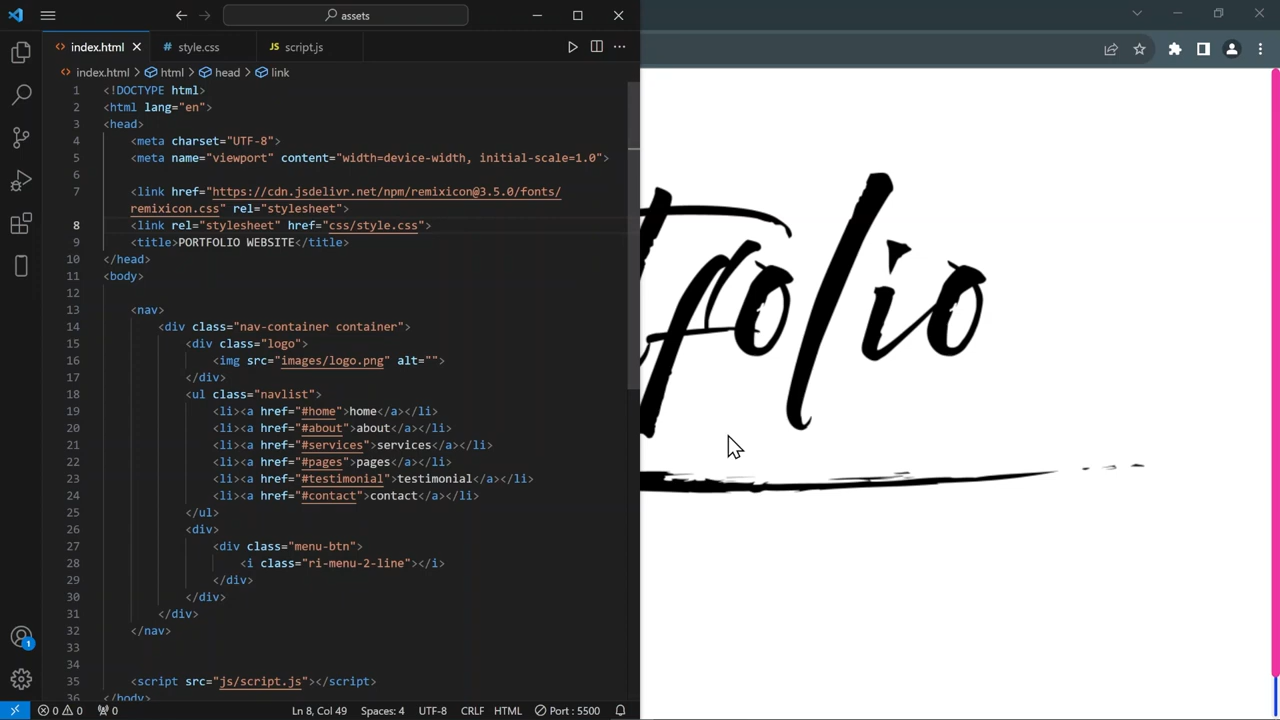 assets
index.html
style.css
JS script.js
index.html > html > head > link
1 <!DOCTYPE html>
2 <html lang="en">
3 <head>
4 <meta charset="UTF-8">
5 <meta name="viewport" content="width=device-width, initial-scale=1.0">
6
7 <link href="https://cdn.jsdelivr.net/npm/remixicon@3.5.0/fonts/
remixicon.css" rel="stylesheet">
8 <link rel="stylesheet" href="css/style.css">
9 <title>PORTFOLIO WEBSITE</title>
10 </head>
11 <body>
12
13 <nav>
14 <div class="nav-container container">
15 <div class="logo">
16 <img src="images/logo.png" alt="">
17 </div>
18 <ul class="navlist">
19 <li><a href="#home">home</a></li>
20 <li><a href="#about">about</a></li>
21 <li><a href="#services">services</a></li>
22 <li><a href="#pages">pages</a></li>
23 <li><a href="#testimonial">testimonial</a></li>
24 <li><a href="#contact">contact</a></li>
25 </ul>
26 <div>
27 <div class="menu-btn">
28 <i class="ri-menu-2-line"></i>
29 </div>
30 </div>
31 </div>
32 </nav>
33
34
35 <script src="js/script.js"></script>
36 </body>
tfolio
1
0 0 0
Ln 8, Col 49
Spaces: 4
UTF-8
CRLF
HTML
Port : 5500